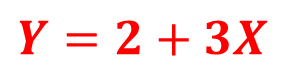 Y = 2 + 3X